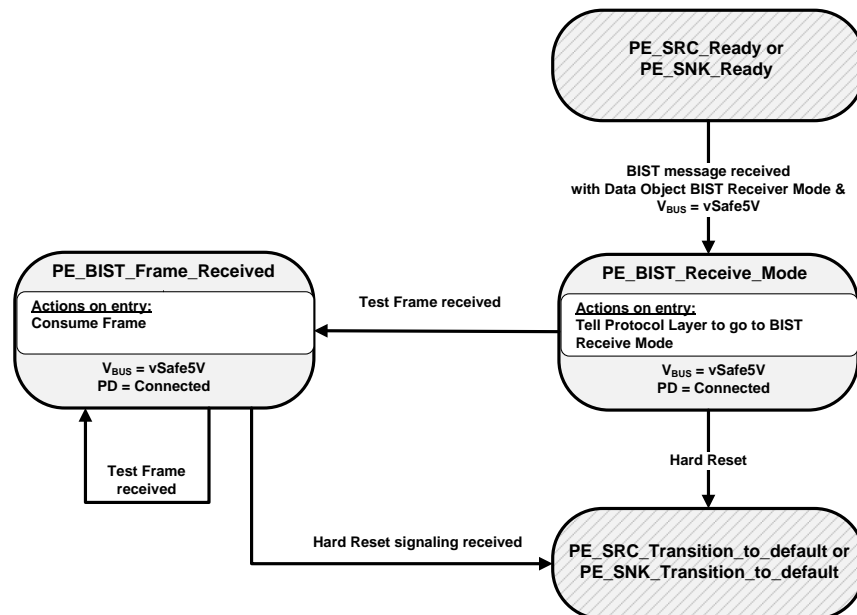 PE_SRC_Ready or
PE_SNK_Ready
BIST message received
with Data Object BIST Receiver Mode &
VBUS = vSafe5V
PE_BIST_Frame_Received
Actions on entry:
Consume Frame
VBUS = vSafe5V
PD = Connected
Test Frame received
PE_BIST_Receive_Mode
Actions on entry:
Tell Protocol Layer to go to BIST
Receive Mode
VBUS = vSafe5V
PD = Connected
Test Frame
received
Hard Reset
Hard Reset signaling received
PE_SRC_Transition_to_default or
PE_SNK_Transition_to_default